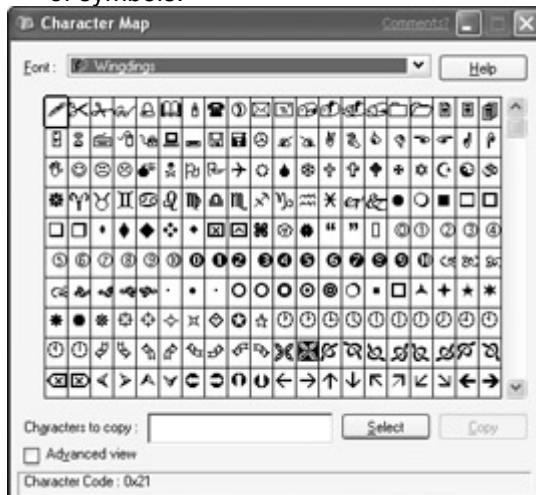 of symbols.
Character Map
Comments?
Font :
Wingdings
Help
Characters to copy :
Select
Copy
Advanced view
Character Code : 0x21